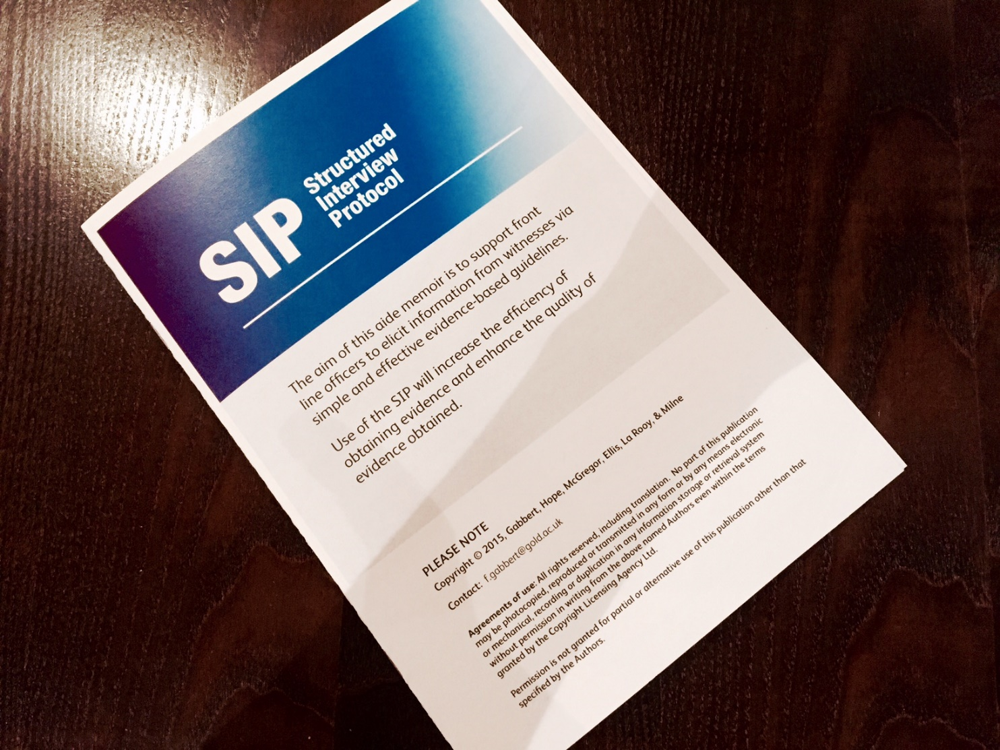 SIP
Structured
Interview
Protocol
The aim of this aide memoir is to support front
line officers to elicit information from witnesses via
simple and effective evidence-based guidelines.
Use of the SIP will increase the efficiency of
obtaining evidence and enhance the quality of
evidence obtained.
PLEASE NOTE
Copyright © 2015, Gabbert, Hope, McGregor, Ellis, La Rooy, & Milne
Contact: f.gabbert@gold.ac.uk
Agreements of use: All rights reserved, including translation. No part of this publication
may be photocopied, reproduced or transmitted in any form or by any means electronic
or mechanical, recording or duplication in any information storage or retrieval system
without permission in writing from the above named Authors even within the terms
granted by the Copyright Licensing Agency Ltd.
Permission is not granted for partial or alternative use of this publication other than that
specified by the Authors.